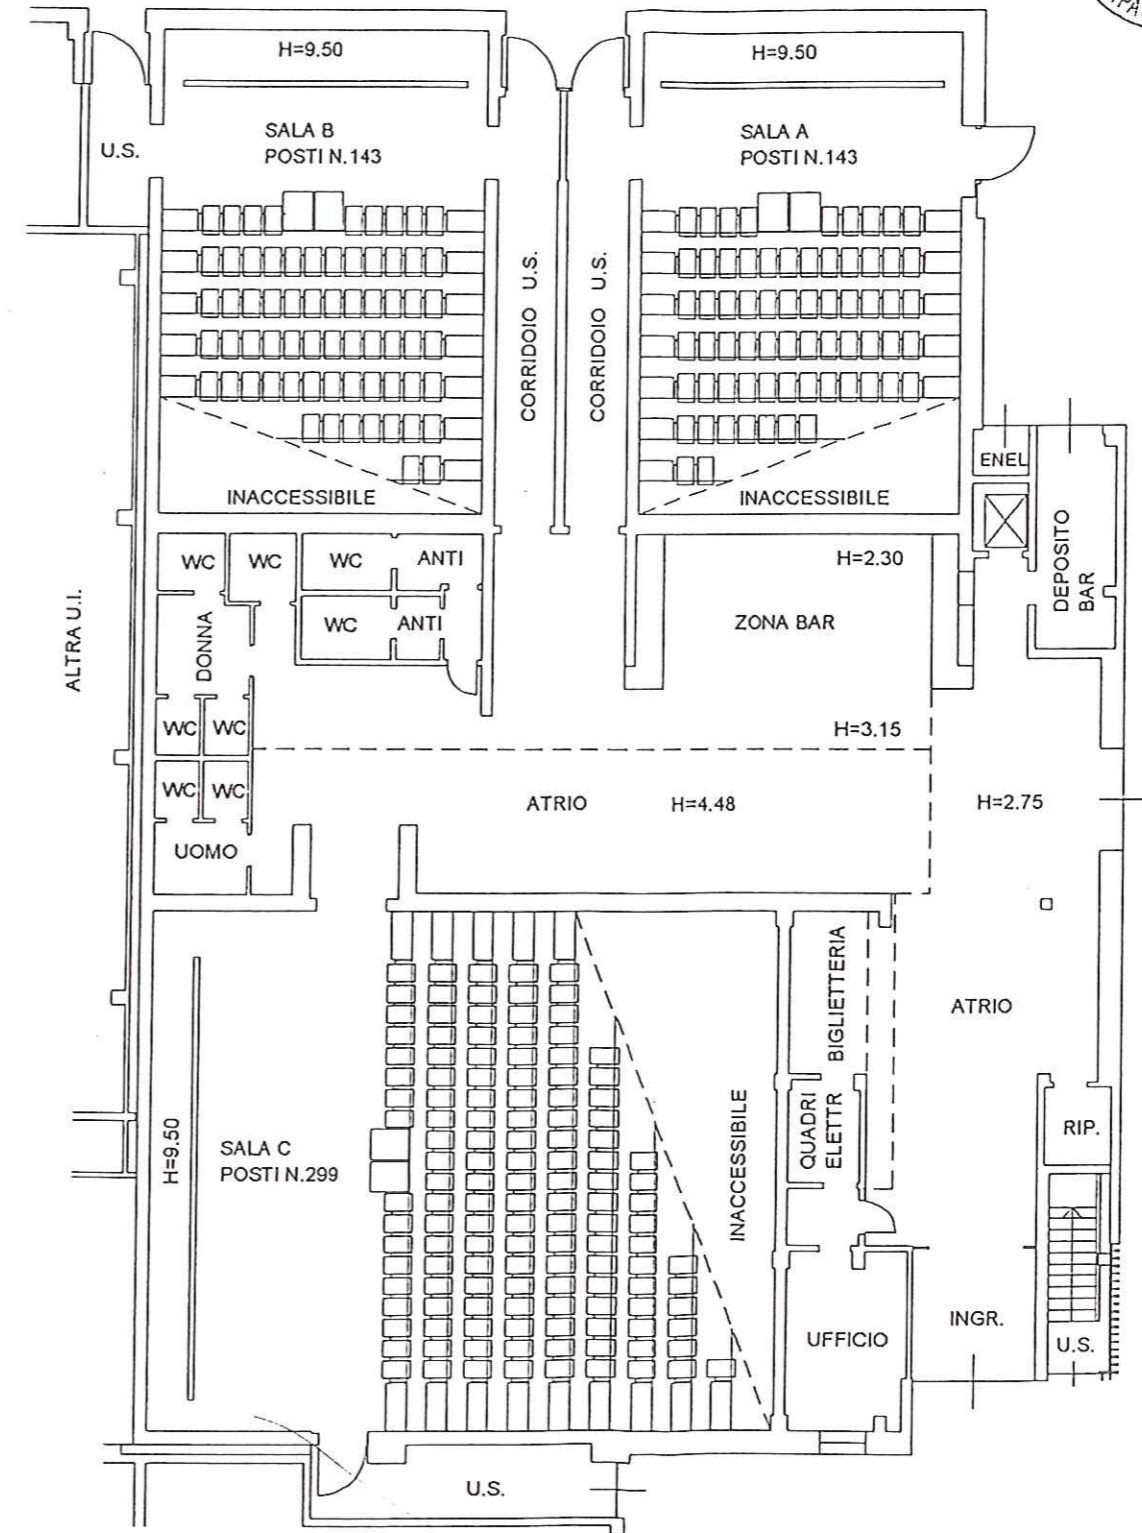 H=9.50
H=9.50
SALA B
POSTI N.143
SALA A
POSTI N.143
U.S.
CORRIDOIO U.S.
CORRIDOIO U.S.
INACCESSIBILE
INACCESSIBILE
ENEL
DEPOSITO
BAR
WC
WC
WC
ANTI
H=2.30
WC
ANTI
ZONA BAR
DONNA
ALTRA U.I.
WC
WC
H=3.15
WC
WC
ATRIO
H=4.48
H=2.75
UOMO
BIGLIETTERIA
ATRIO
QUADRI
ELETTR
RIP.
H=9.50
SALA C
POSTI N.299
INACCESSIBILE
UFFICIO
INGR.
U.S.
U.S.